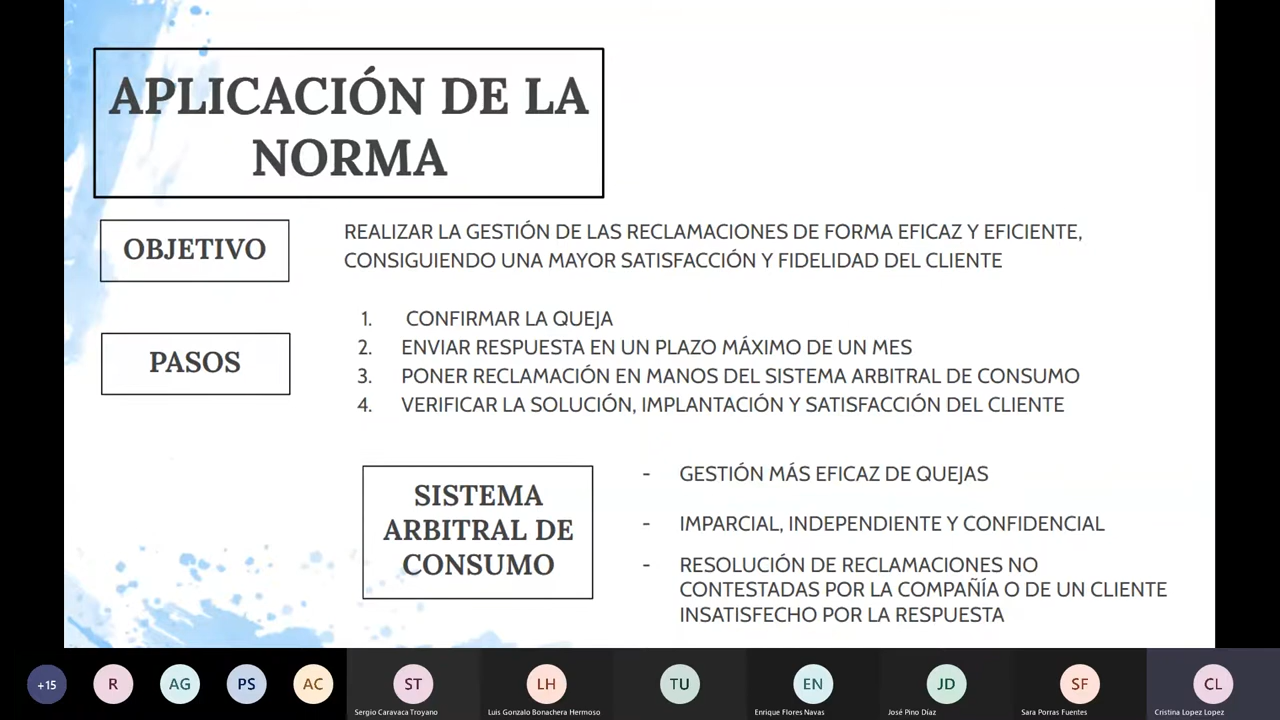 APLICACIÓN DE LA
NORMA
OBJETIVO
REALIZAR LA GESTIÓN DE LAS RECLAMACIONES DE FORMA EFICAZ Y EFICIENTE,
CONSIGUIENDO UNA MAYOR SATISFACCIÓN Y FIDELIDAD DEL CLIENTE
PASOS
1. CONFIRMAR LA QUEJA
2. ENVIAR RESPUESTA EN UN PLAZO MÁXIMO DE UN MES
3. PONER RECLAMACIÓN EN MANOS DEL SISTEMA ARBITRAL DE CONSUMO
4. VERIFICAR LA SOLUCIÓN, IMPLANTACIÓN Y SATISFACCIÓN DEL CLIENTE
SISTEMA
ARBITRAL DE
CONSUMO
- GESTIÓN MÁS EFICAZ DE QUEJAS
- IMPARCIAL, INDEPENDIENTE Y CONFIDENCIAL
- RESOLUCIÓN DE RECLAMACIONES NO
CONTESTADAS POR LA COMPAÑÍA O DE UN CLIENTE
INSATISFECHO POR LA RESPUESTA
+15 R AG PS AC ST LH TU EN JD SF CL
Sergio Caravaca Troyano Luis Gonzalo Bonachera Hermoso Enrique Flores Navas José Pino Díaz Sara Porras Fuentes Cristina Lopez Lopez